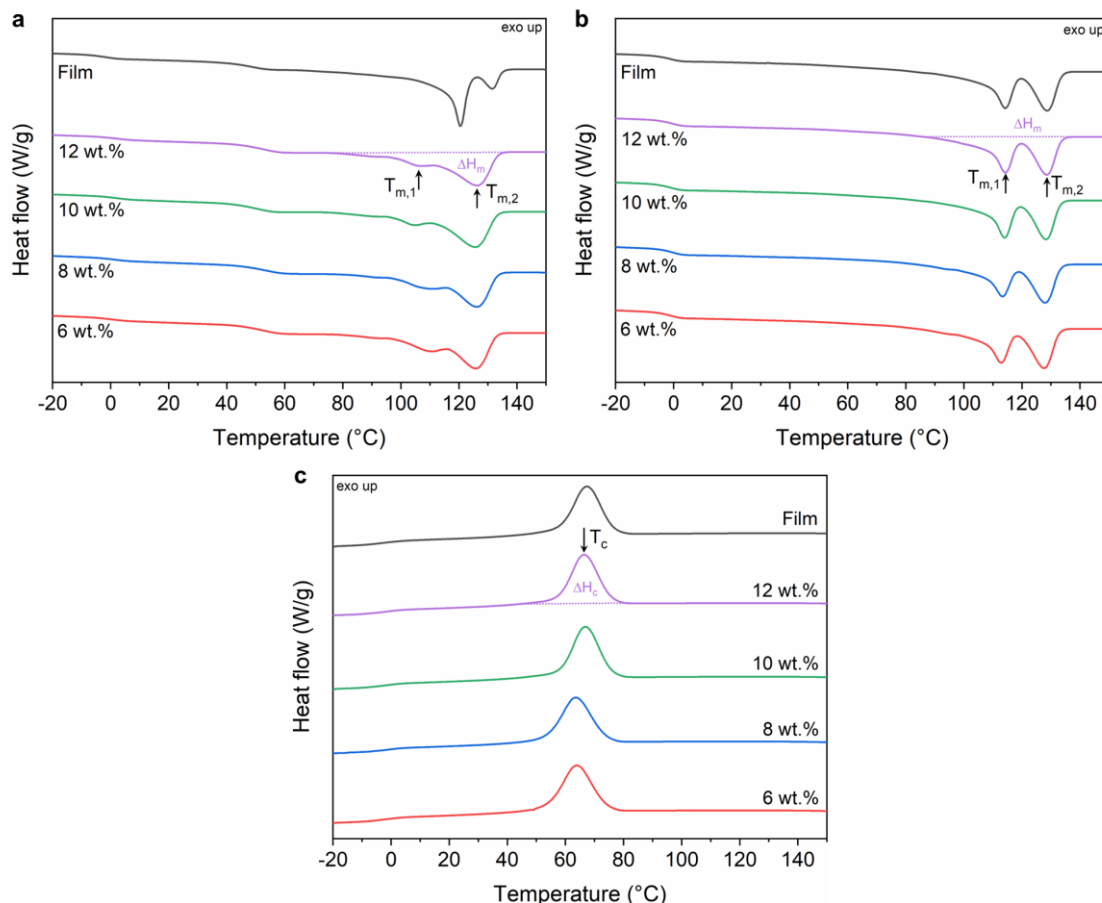 a
exo up
Film
12 wt.%
ΔHm
Tm,1
Tm,2
10 wt.%
8 wt.%
6 wt.%
Heat flow (W/g)
-20 0 20 40 60 80 100 120 140
Temperature (°C)
b
exo up
Film
12 wt.%
ΔHm
Tm,1
Tm,2
10 wt.%
8 wt.%
6 wt.%
Heat flow (W/g)
-20 0 20 40 60 80 100 120 140
Temperature (°C)
c
exo up
Film
Tc
12 wt.%
ΔHc
10 wt.%
8 wt.%
6 wt.%
Heat flow (W/g)
-20 0 20 40 60 80 100 120 140
Temperature (°C)